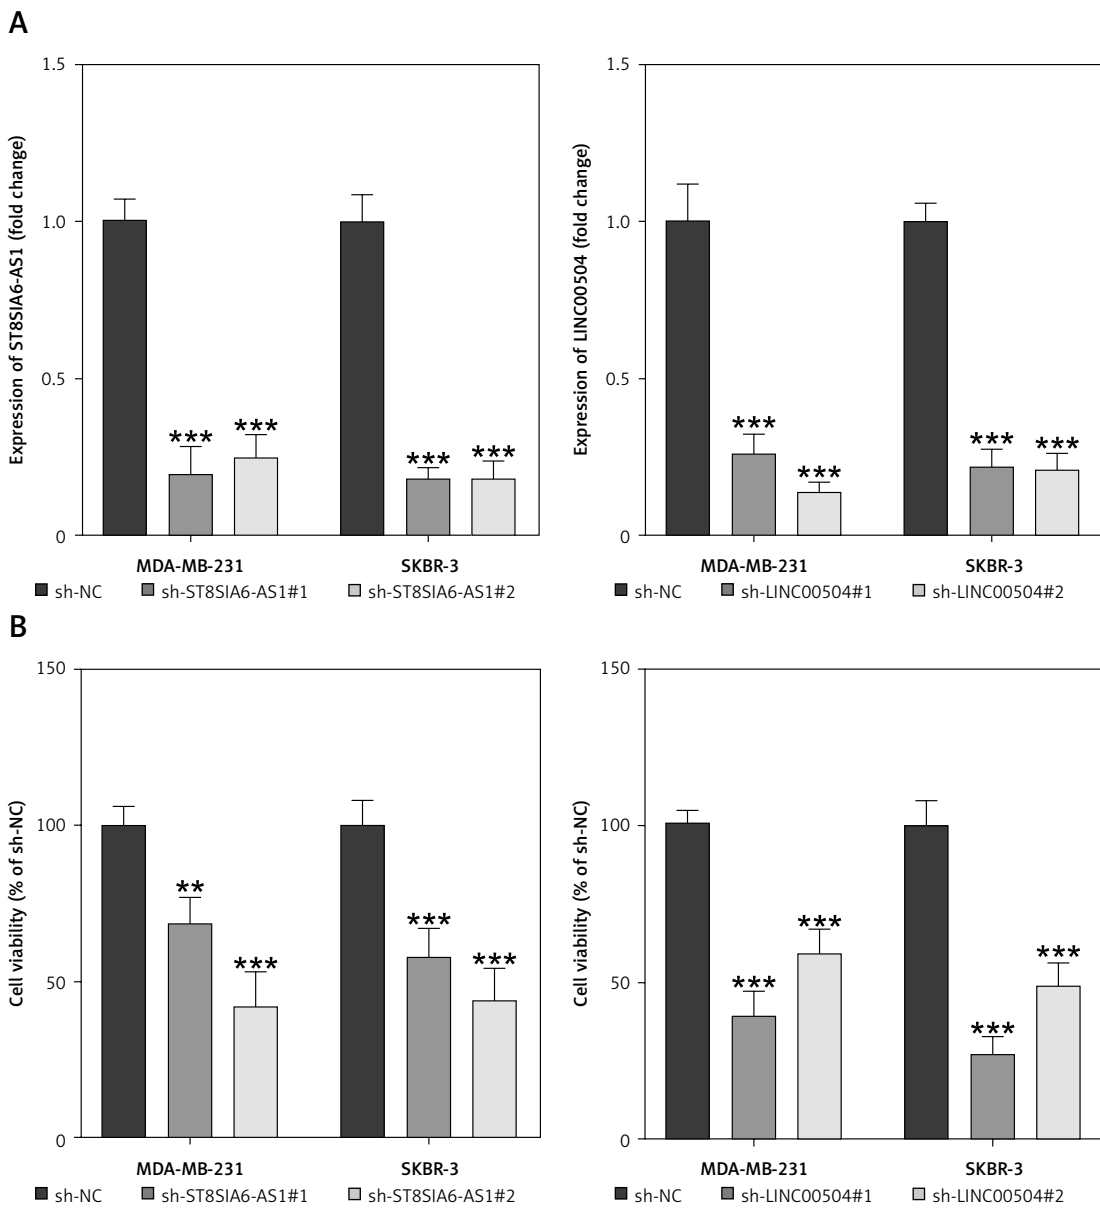 A
Expression of ST8SIA6-AS1 (fold change)
1.5
1.0
0.5
0
***
***
***
***
MDA-MB-231
SKBR-3
sh-NC
sh-ST8SIA6-AS1#1
sh-ST8SIA6-AS1#2
Expression of LINC00504 (fold change)
1.5
1.0
0.5
0
***
***
***
***
MDA-MB-231
SKBR-3
sh-NC
sh-LINC00504#1
sh-LINC00504#2
B
Cell viability (% of sh-NC)
150
100
50
0
**
***
***
***
MDA-MB-231
SKBR-3
sh-NC
sh-ST8SIA6-AS1#1
sh-ST8SIA6-AS1#2
Cell viability (% of sh-NC)
150
100
50
0
***
***
***
***
MDA-MB-231
SKBR-3
sh-NC
sh-LINC00504#1
sh-LINC00504#2